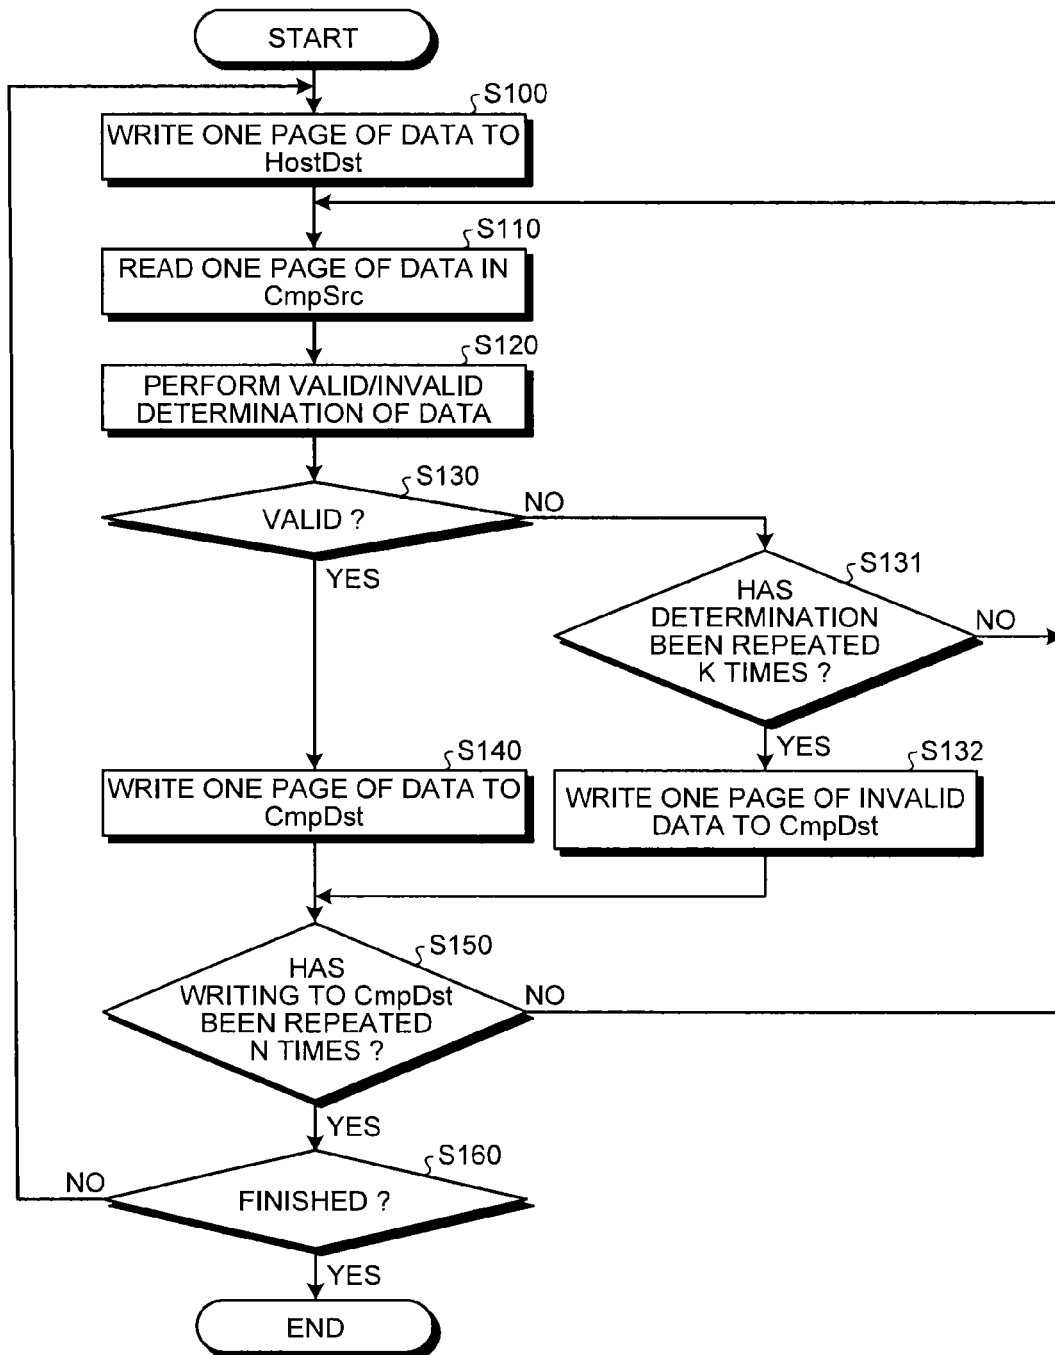 START
S100
WRITE ONE PAGE OF DATA TO
HostDst
S110
READ ONE PAGE OF DATA IN
CmpSrc
S120
PERFORM VALID/INVALID
DETERMINATION OF DATA
S130
VALID ?
NO
YES
S131
HAS
DETERMINATION
BEEN REPEATED
K TIMES ?
NO
YES
S140
WRITE ONE PAGE OF DATA TO
CmpDst
S132
WRITE ONE PAGE OF INVALID
DATA TO CmpDst
S150
HAS
WRITING TO CmpDst
BEEN REPEATED
N TIMES ?
NO
YES
S160
FINISHED ?
NO
YES
END